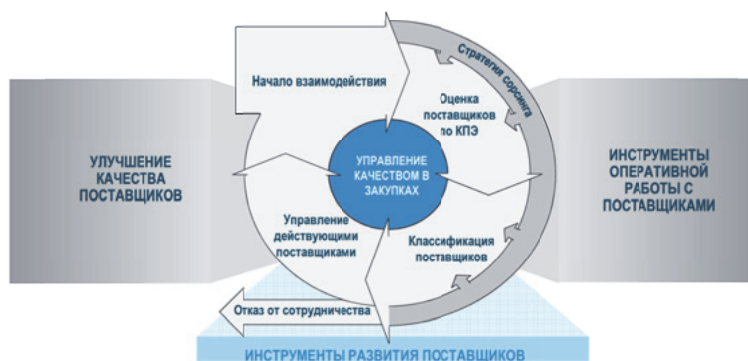 Начало взаимодействия
Стратегия сорсинга
Оценка
поставщиков
по КПЭ
УЛУЧШЕНИЕ
КАЧЕСТВА
ПОСТАВЩИКОВ
УПРАВЛЕНИЕ
КАЧЕСТВОМ В
ЗАКУПКАХ
ИНСТРУМЕНТЫ
ОПЕРАТИВНОЙ
РАБОТЫ С
ПОСТАВЩИКАМИ
Управление
действующими
поставщиками
Классификация
поставщиков
Отказ от сотрудничества
ИНСТРУМЕНТЫ РАЗВИТИЯ ПОСТАВЩИКОВ